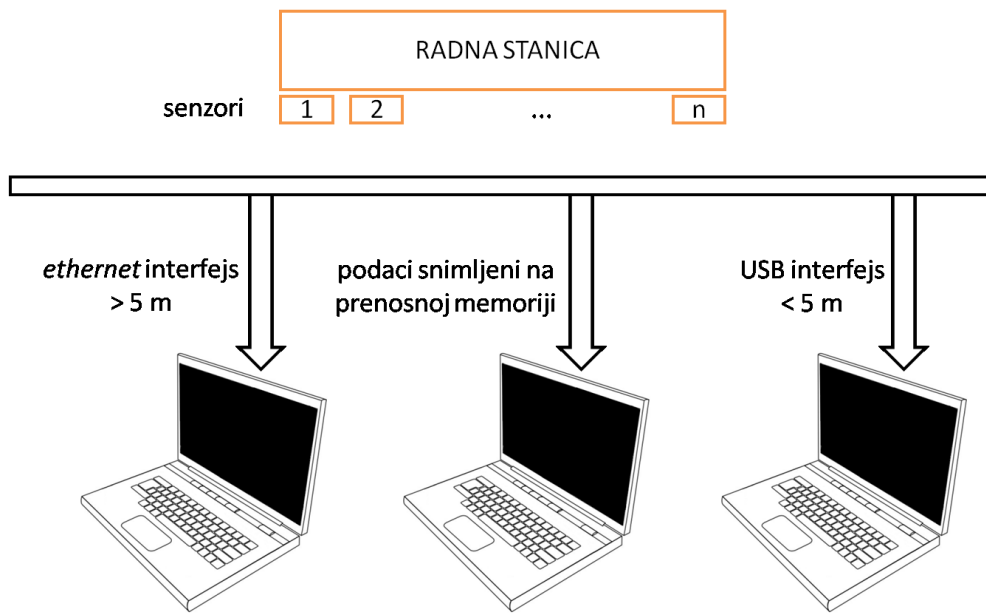 RADNA STANICA
senzori 1 2 ... n
ethernet interfejs
> 5 m
podaci snimljeni na
prenosnoj memoriji
USB interfejs
< 5 m